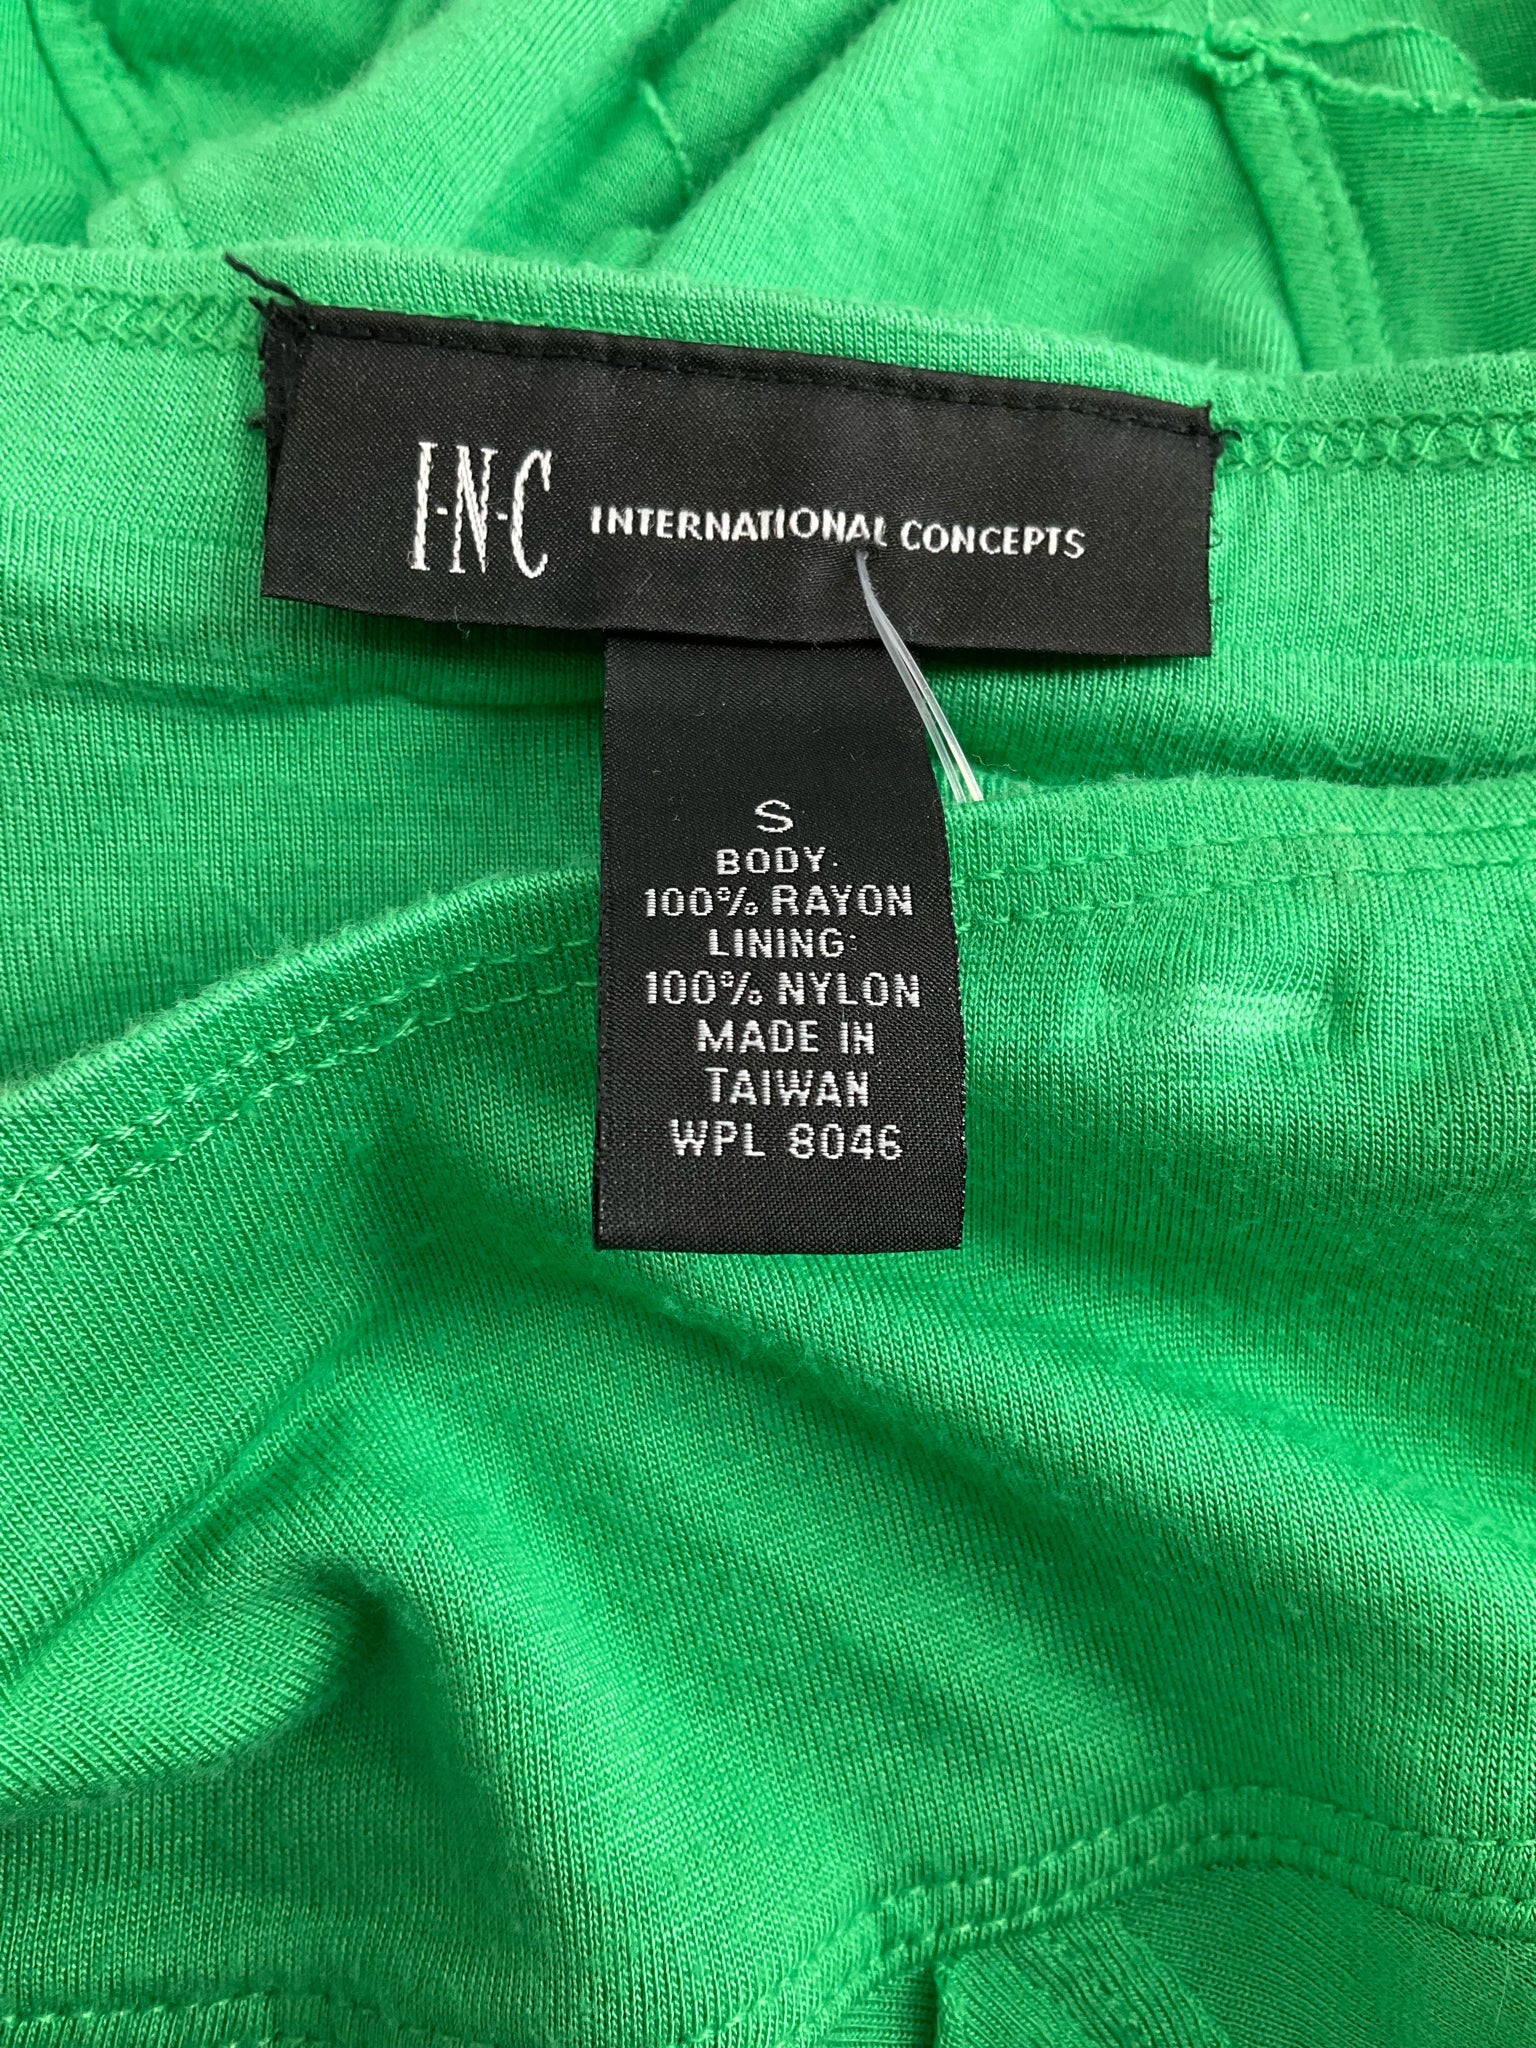 I-N-C INTERNATIONAL CONCEPTS
S
BODY:
100% RAYON
LINING:
100% NYLON
MADE IN
TAIWAN
WPL 8046